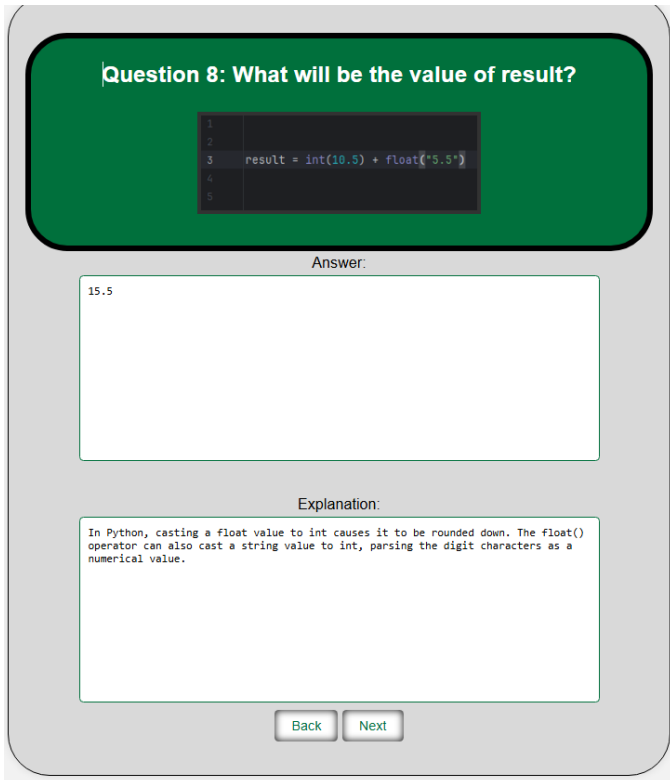 Question 8: What will be the value of result?
1
2
3 result = int(10.5) + float("5.5")
4
5
Answer:
15.5
Explanation:
In Python, casting a float value to int causes it to be rounded down. The float()
operator can also cast a string value to int, parsing the digit characters as a
numerical value.
Back Next